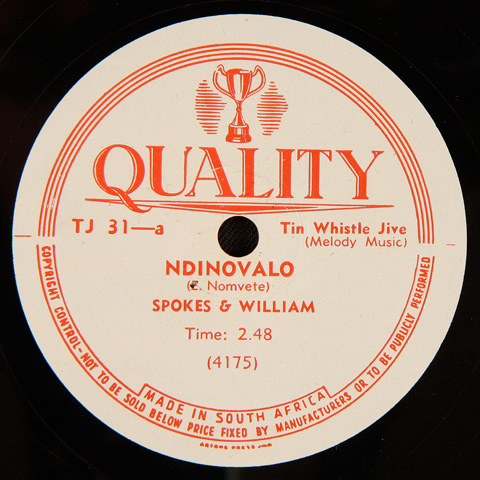 QUALITY
TJ 31—a
Tin Whistle Jive
(Melody Music)
NDINOVALO
(E. Nomvete)
SPOKES & WILLIAM
Time: 2.48
(4175)
MADE IN SOUTH AFRICA
COPYRIGHT CONTROL—NOT TO BE SOLD BELOW PRICE FIXED BY MANUFACTURERS OR TO BE PUBLICLY PERFORMED